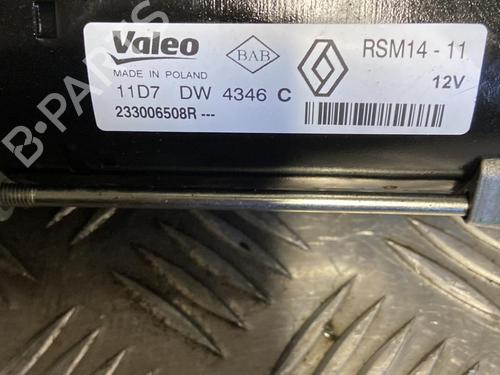 Valeo
BAB
RSM14 - 11
MADE IN POLAND
12V
11D7 DW 4346 C
233006508R ---
B-PARTS